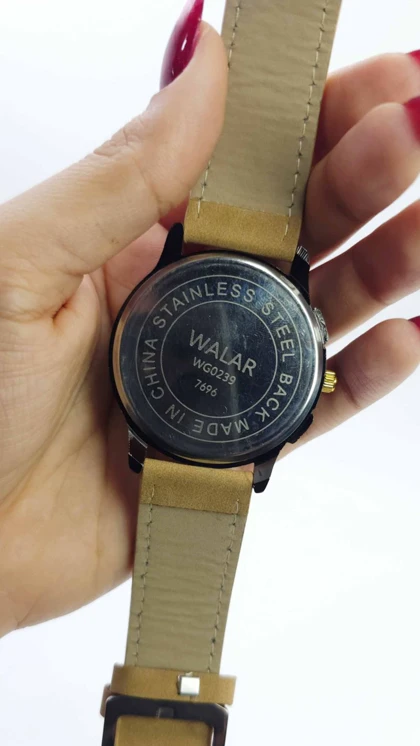 STAINLESS STEEL BACK MADE IN CHINA
WALAR
WG0239
7696